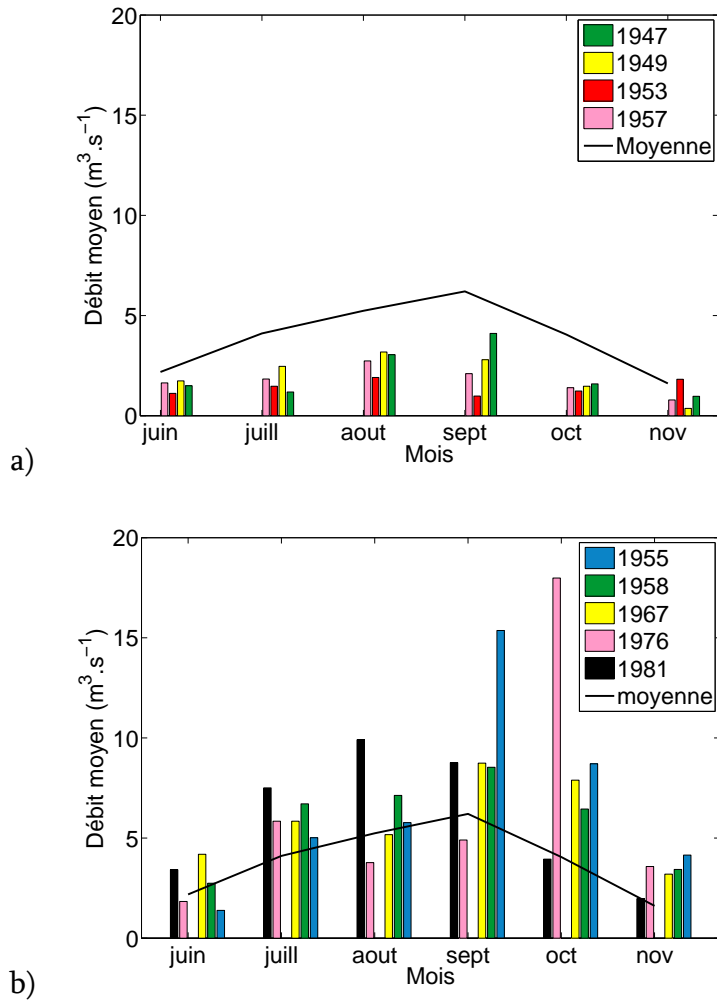 20
15
10
5
0
Débit moyen (m³.s⁻¹)
1947
1949
1953
1957
Moyenne
juin juill aout sept oct nov
Mois
a)
20
15
10
5
0
Débit moyen (m³.s⁻¹)
1955
1958
1967
1976
1981
moyenne
juin juill aout sept oct nov
Mois
b)